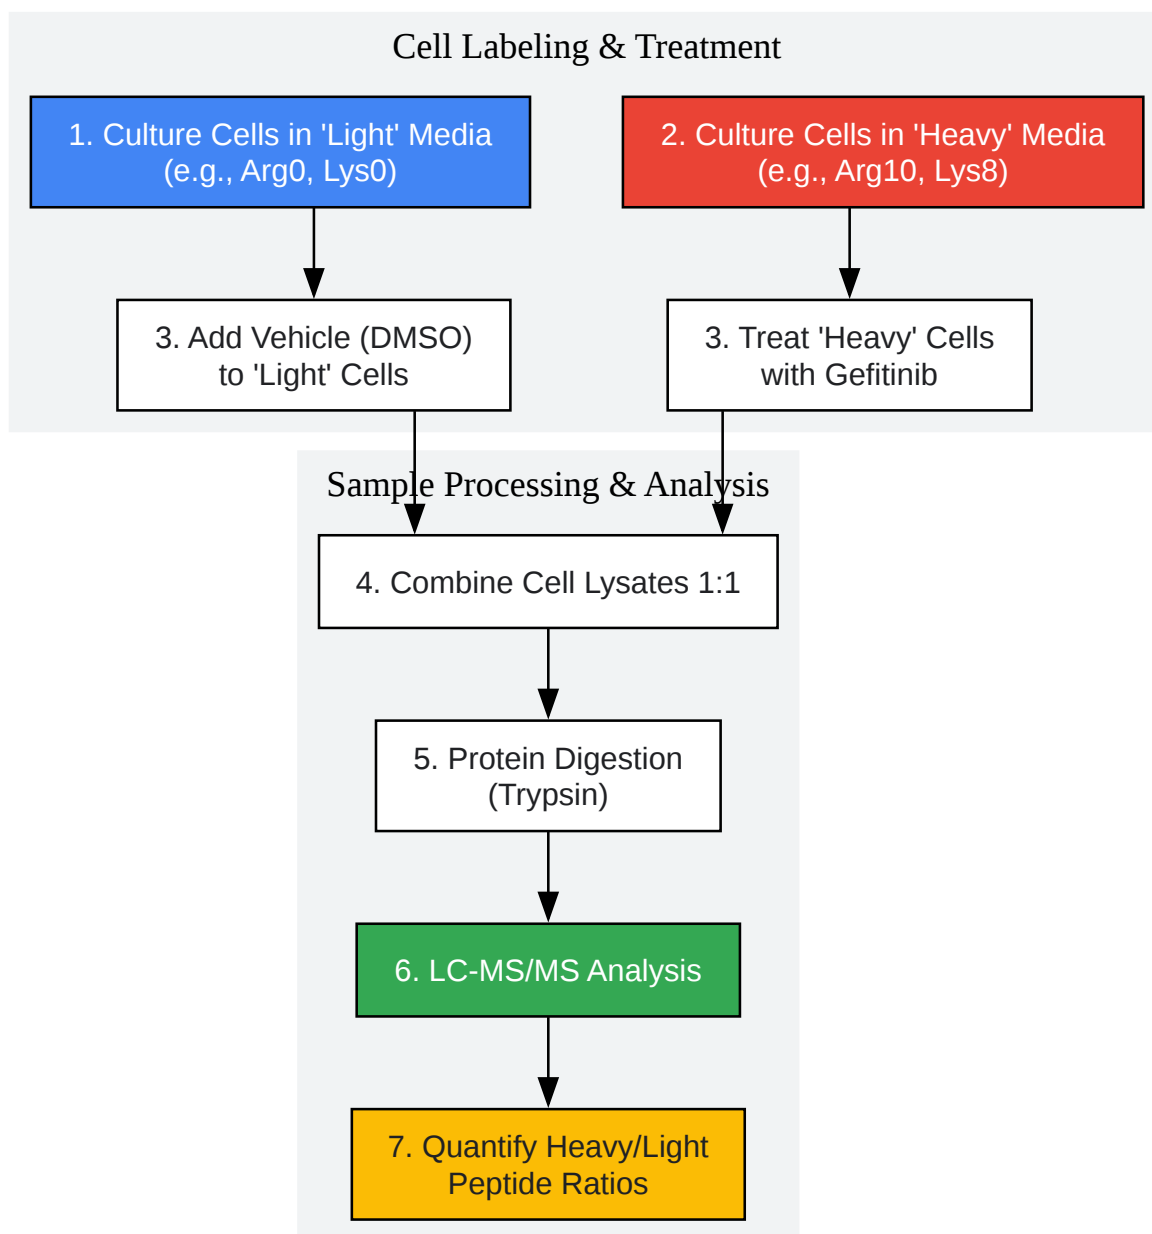 Cell Labeling & Treatment
1. Culture Cells in 'Light' Media
(e.g., Arg0, Lys0)
2. Culture Cells in 'Heavy' Media
(e.g., Arg10, Lys8)
3. Add Vehicle (DMSO)
to 'Light' Cells
3. Treat 'Heavy' Cells
with Gefitinib
Sample Processing & Analysis
4. Combine Cell Lysates 1:1
5. Protein Digestion
(Trypsin)
6. LC-MS/MS Analysis
7. Quantify Heavy/Light
Peptide Ratios